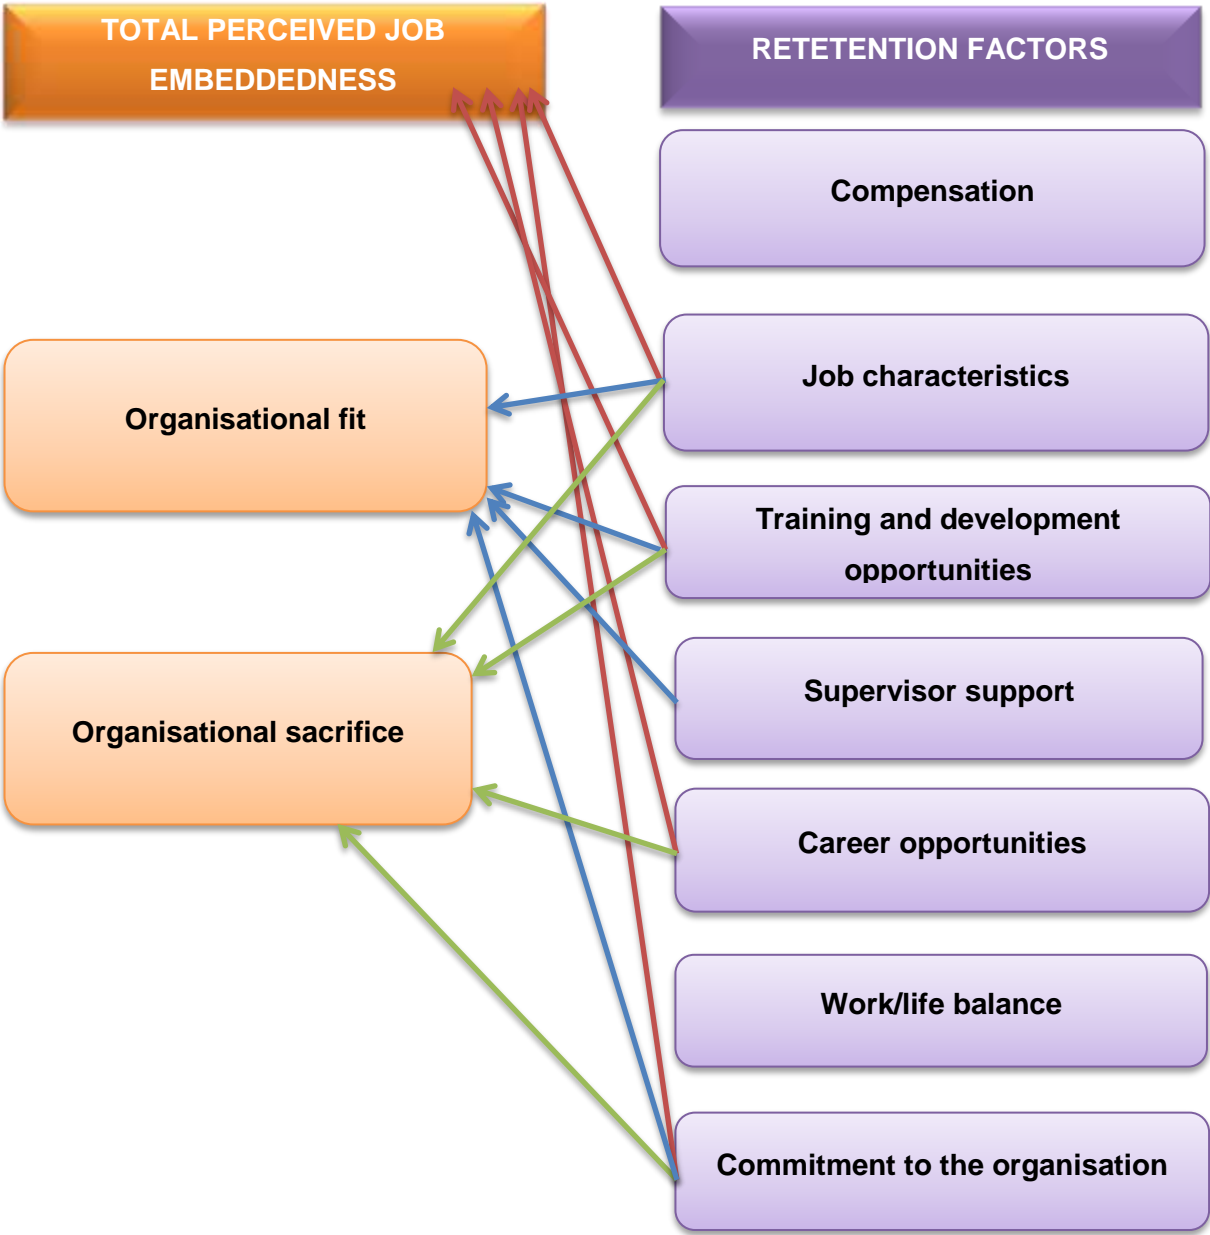 TOTAL PERCEIVED JOB
EMBEDDEDNESS
RETETENTION FACTORS
Compensation
Job characteristics
Organisational fit
Training and development
opportunities
Supervisor support
Organisational sacrifice
Career opportunities
Work/life balance
Commitment to the organisation